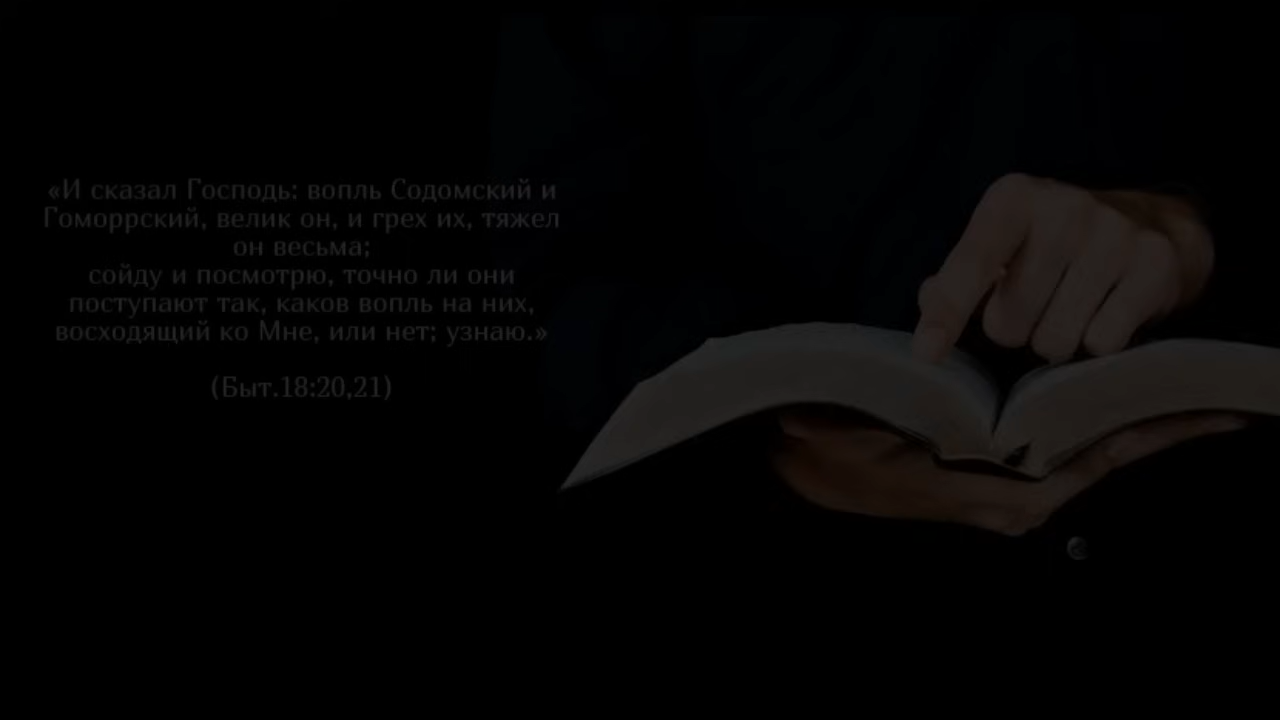 «И сказал Господь: вопль Содомский и
Гоморрский, велик он, и грех их, тяжел
он весьма;
сойду и посмотрю, точно ли они
поступают так, каков вопль на них,
восходящий ко Мне, или нет; узнаю.»
(Быт.18:20,21)